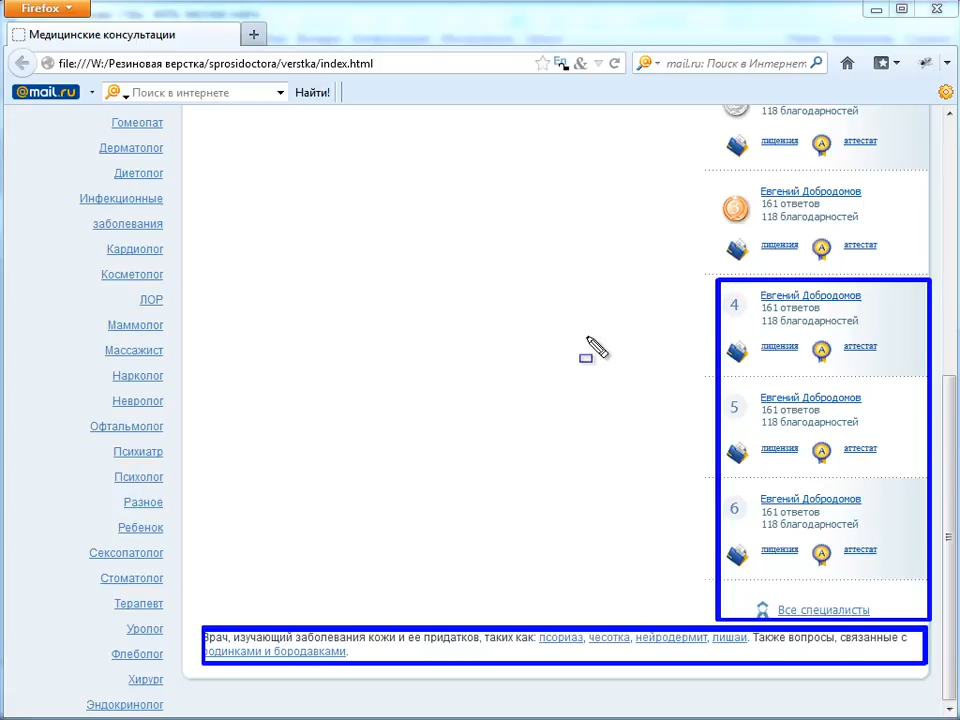 Firefox
Медицинские консультации
file:///W:/Резиновая верстка/sprosidoctora/verstka/index.html
mail.ru: Поиск в Интернете
@mail.ru
Поиск в интернете
Найти!
Гомеопат
Дерматолог
Диетолог
Инфекционные
заболевания
Кардиолог
Косметолог
ЛОР
Маммолог
Массажист
Нарколог
Невролог
Офтальмолог
Психиатр
Психолог
Разное
Ребенок
Сексопатолог
Стоматолог
Терапевт
Уролог
Флеболог
Хирург
Эндокринолог
118 благодарностей
лицензия аттестат
Евгений Добродомов
161 ответов
3
118 благодарностей
лицензия аттестат
Евгений Добродомов
4
161 ответов
118 благодарностей
лицензия аттестат
Евгений Добродомов
5
161 ответов
118 благодарностей
лицензия аттестат
Евгений Добродомов
6
161 ответов
118 благодарностей
лицензия аттестат
Все специалисты
Врач, изучающий заболевания кожи и ее придатков, таких как: псориаз, чесотка, нейродермит, лишаи. Также вопросы, связанные с
родинками и бородавками.